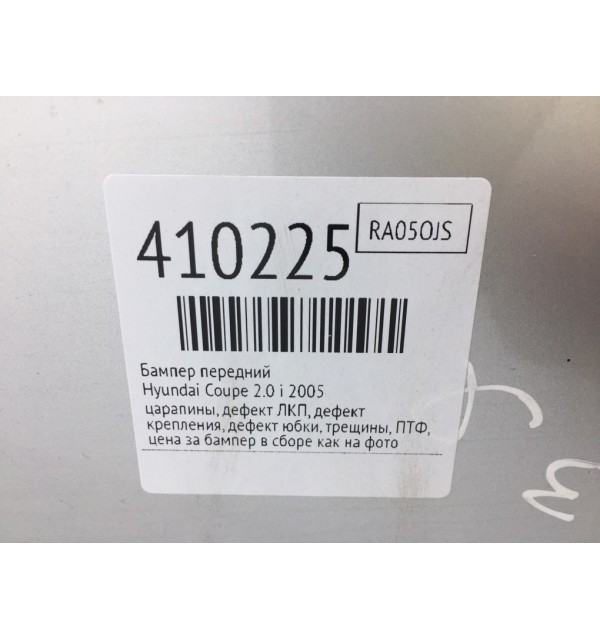 410225
RA05OJS
Бампер передний
Hyundai Coupe 2.0 i 2005
царапины, дефект ЛКП, дефект
крепления, дефект юбки, трещины, ПТФ,
цена за бампер в сборе как на фото